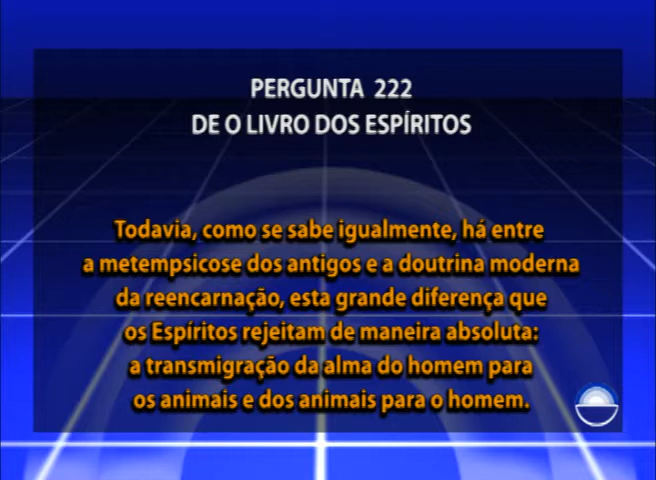 PERGUNTA 222
DE O LIVRO DOS ESPÍRITOS
Todavia, como se sabe igualmente, há entre
a metempsicose dos antigos e a doutrina moderna
da reencarnação, esta grande diferença que
os Espíritos rejeitam de maneira absoluta:
a transmigração da alma do homem para
os animais e dos animais para o homem.